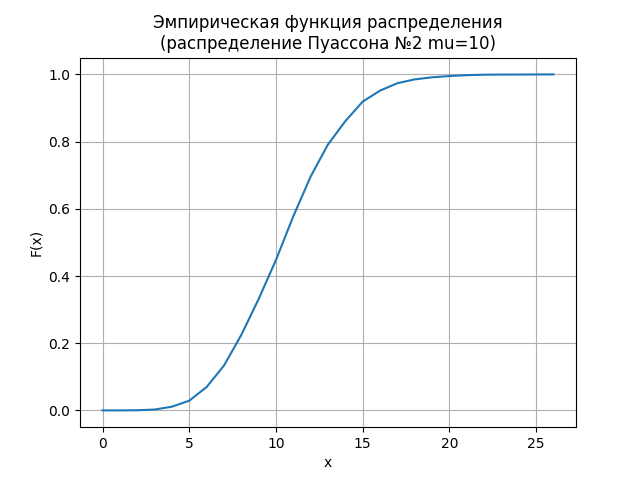 Эмпирическая функция распределения
(распределение Пуассона №2 mu=10)
1.0
0.8
0.6
0.4
0.2
0.0
F(x)
0 5 10 15 20 25
x